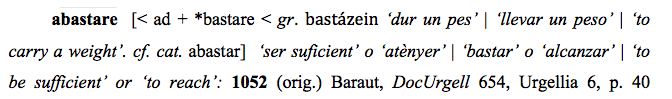 abastare [< ad + *bastare < gr. bastázein ‘dur un pes’ | ‘llevar un peso’ | ‘to
carry a weight’. cf. cat. abastar] ‘ser suficient’ o ‘atènyer’ | ‘bastar’ o ‘alcanzar’ | ‘to
be sufficient’ or ‘to reach’: 1052 (orig.) Baraut, DocUrgell 654, Urgellia 6, p. 40